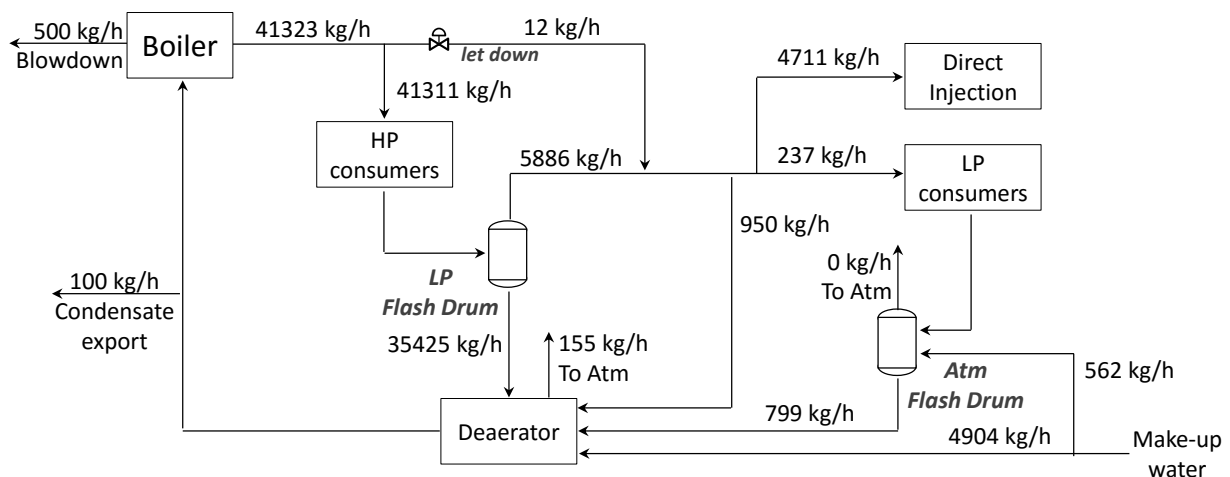 500 kg/h
Blowdown
Boiler
41323 kg/h
12 kg/h
let down
41311 kg/h
4711 kg/h
Direct
Injection
HP
consumers
5886 kg/h
237 kg/h
LP
consumers
950 kg/h
100 kg/h
Condensate
export
LP
Flash Drum
0 kg/h
To Atm
35425 kg/h
155 kg/h
To Atm
Atm
Flash Drum
562 kg/h
Deaerator
799 kg/h
4904 kg/h
Make-up
water